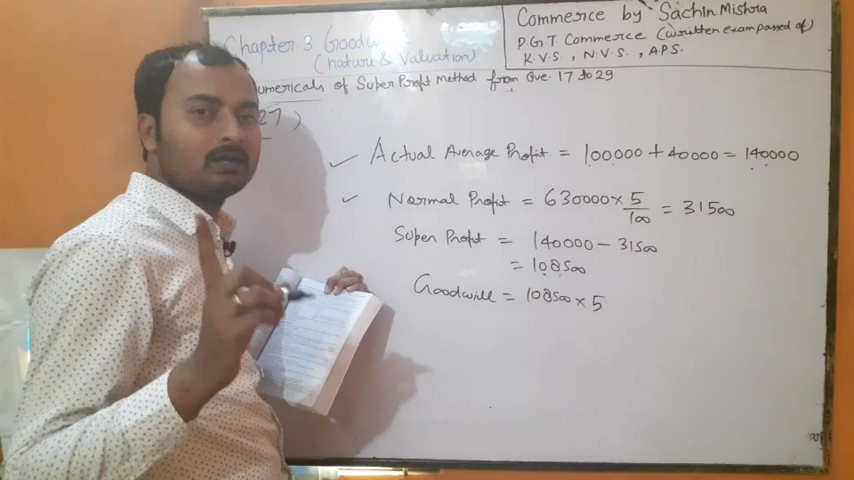 Chapter.3 Goodw
(nature & Valuation)
Commerce by Sachin Mishra
P.G.T Commerce (written exam passed of)
K.V.S., N.V.S., A.P.S.
umericals of Super Profit Method from Que. 17 to 29
27)
Actual Average Profit = 100000 + 40000 = 140000
Normal Profit = 630000 × 5/100 = 31500
Super Profit = 140000 - 31500
= 108500
Goodwill = 108500 × 5